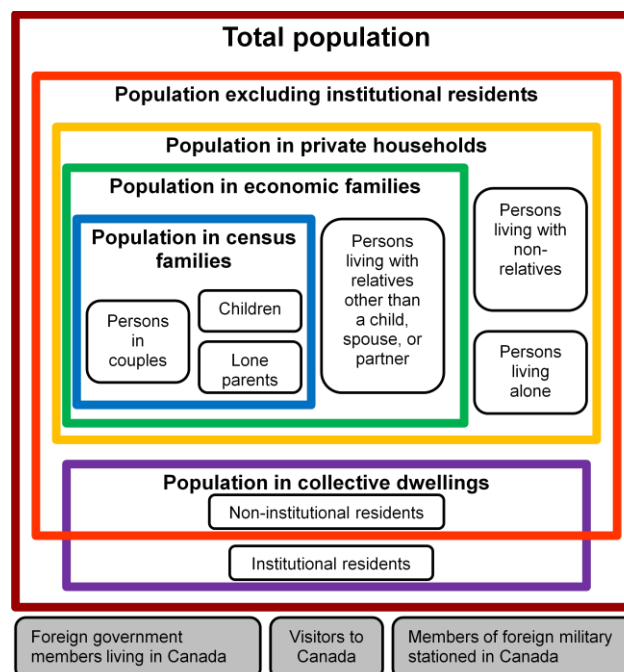 Total population
Population excluding institutional residents
Population in private households
Population in economic families
Population in census
families
Persons
in
couples
Children
Lone
parents
Persons
living with
relatives
other than
a child,
spouse, or
partner
Persons
living with
non-
relatives
Persons
living
alone
Population in collective dwellings
Non-institutional residents
Institutional residents
Foreign government
members living in Canada
Visitors to
Canada
Members of foreign military
stationed in Canada